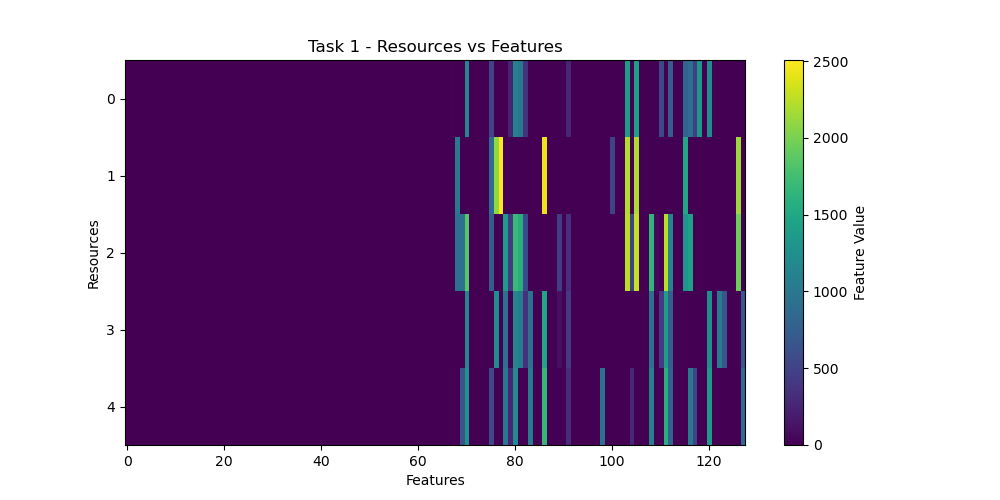 Task 1 - Resources vs Features
0
1
2
3
4
Resources
0 20 40 60 80 100 120
Features
2500
2000
1500
1000
500
0
Feature Value